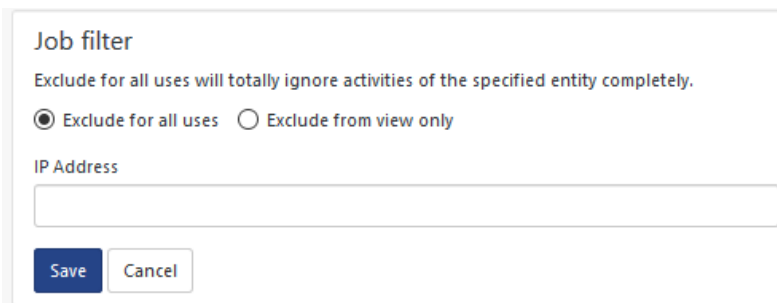 Job filter
Exclude for all uses will totally ignore activities of the specified entity completely.
Exclude for all uses Exclude from view only
IP Address
Save Cancel